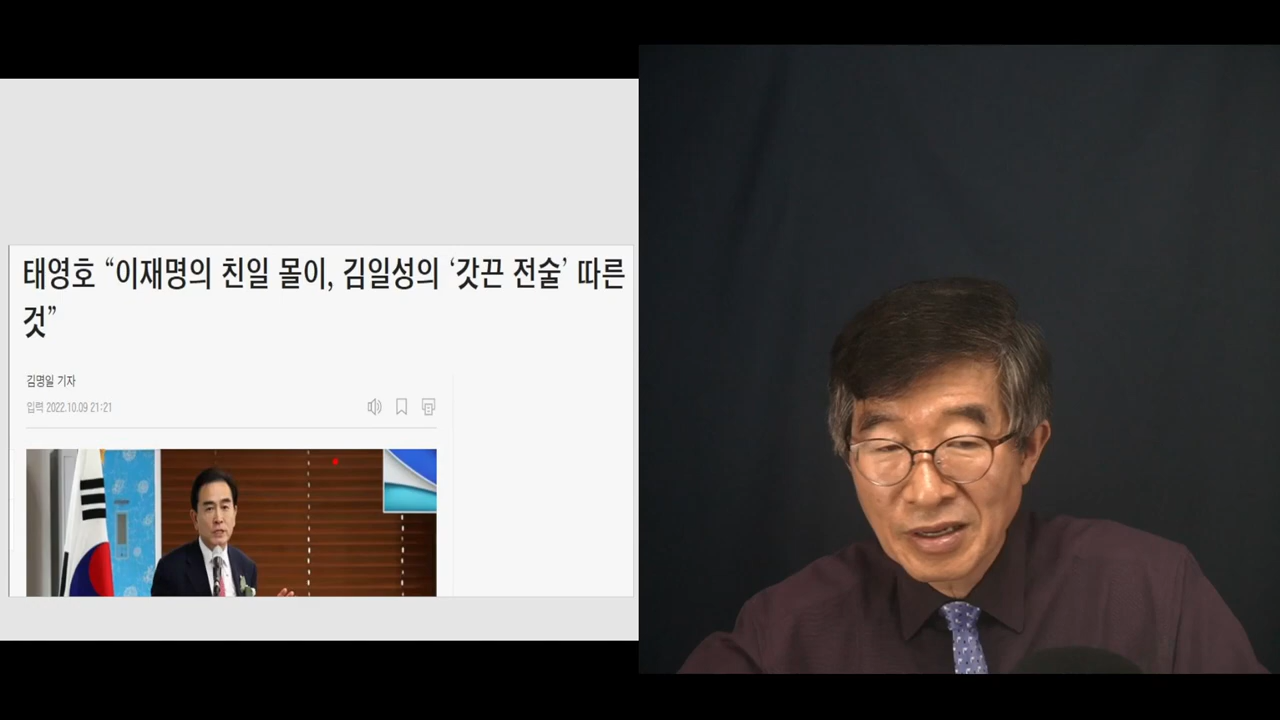 태영호 “이재명의 친일 몰이, 김일성의 ‘갓끈 전술’ 따른
것”
김명일 기자
입력 2022.10.09 21:21